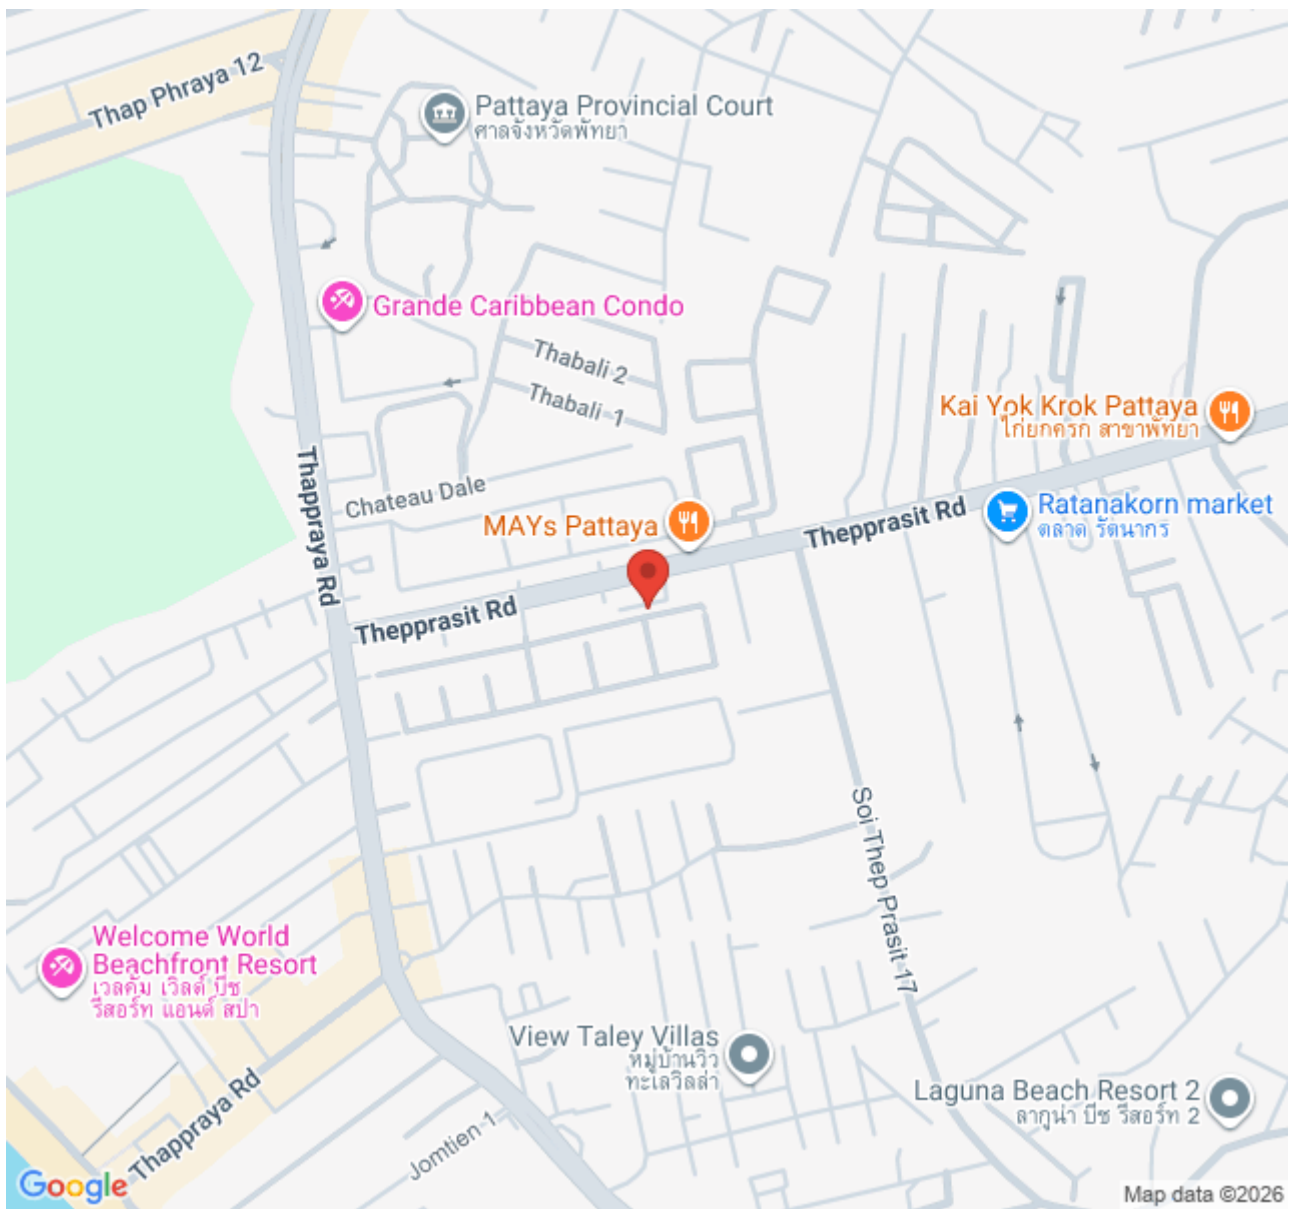 Thap Phraya 12
Pattaya Provincial Court
ศาลจังหวัดพัทยา
Grande Caribbean Condo
Thabali 2
Thabali 1
Kai Yok Krok Pattaya
ไก่ยกครก สาขาพัทยา
Thappraya Rd
Chateau Dale
MAYs Pattaya
Thepprasit Rd
Ratanakorn market
ตลาด รัตนากร
Thepprasit Rd
Soi Thep Prasit 17
Welcome World
Beachfront Resort
เวลคัม เวิลด์ บีช
รีสอร์ท แอนด์ สปา
View Taley Villas
หมู่บ้านวิว
ทะเลวิลล่า
Laguna Beach Resort 2
ลากูน่า บีช รีสอร์ท 2
Thappraya Rd
Jomtien 1
Google
Map data ©2026